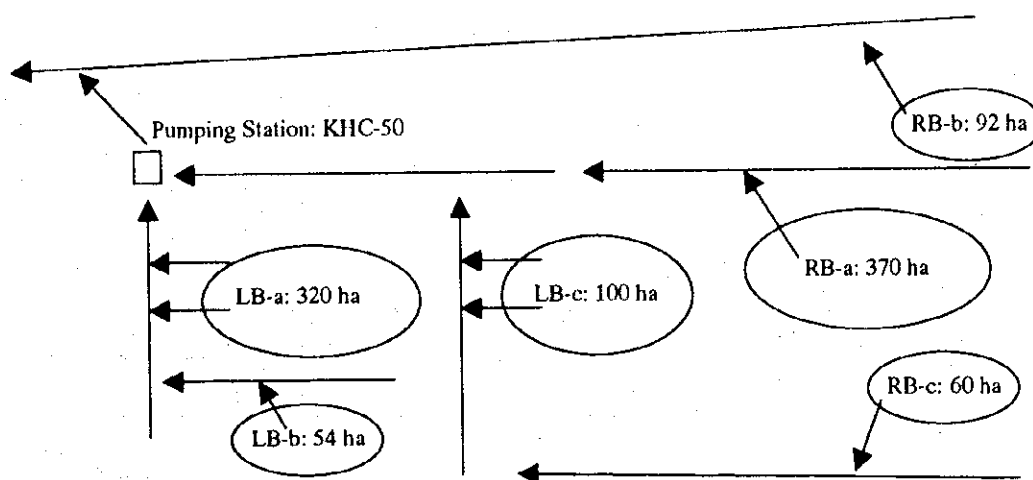 Pumping Station: KHC-50
RB-b: 92 ha
LB-a: 320 ha
LB-c: 100 ha
RB-a: 370 ha
RB-c: 60 ha
LB-b: 54 ha